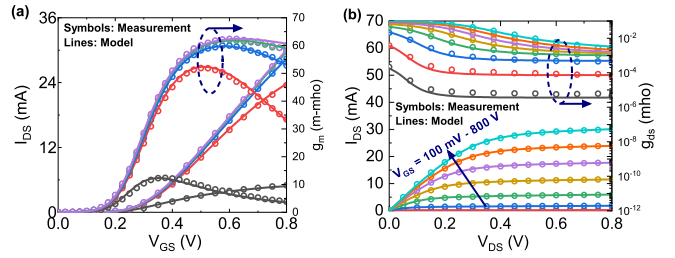 (a)
36
24
12
0
I_DS (mA)
Symbols: Measurement
Lines: Model
70
60
50
40
30
20
10
0
g_m (m-mho)
0.0 0.2 0.4 0.6 0.8
V_GS (V)
(b)
70
60
50
40
30
20
10
0
I_DS (mA)
Symbols: Measurement
Lines: Model
V_GS = 100 mV - 800 V
10^-2
10^-4
10^-6
10^-8
10^-10
10^-12
g_ds (mho)
0.0 0.2 0.4 0.6 0.8
V_DS (V)